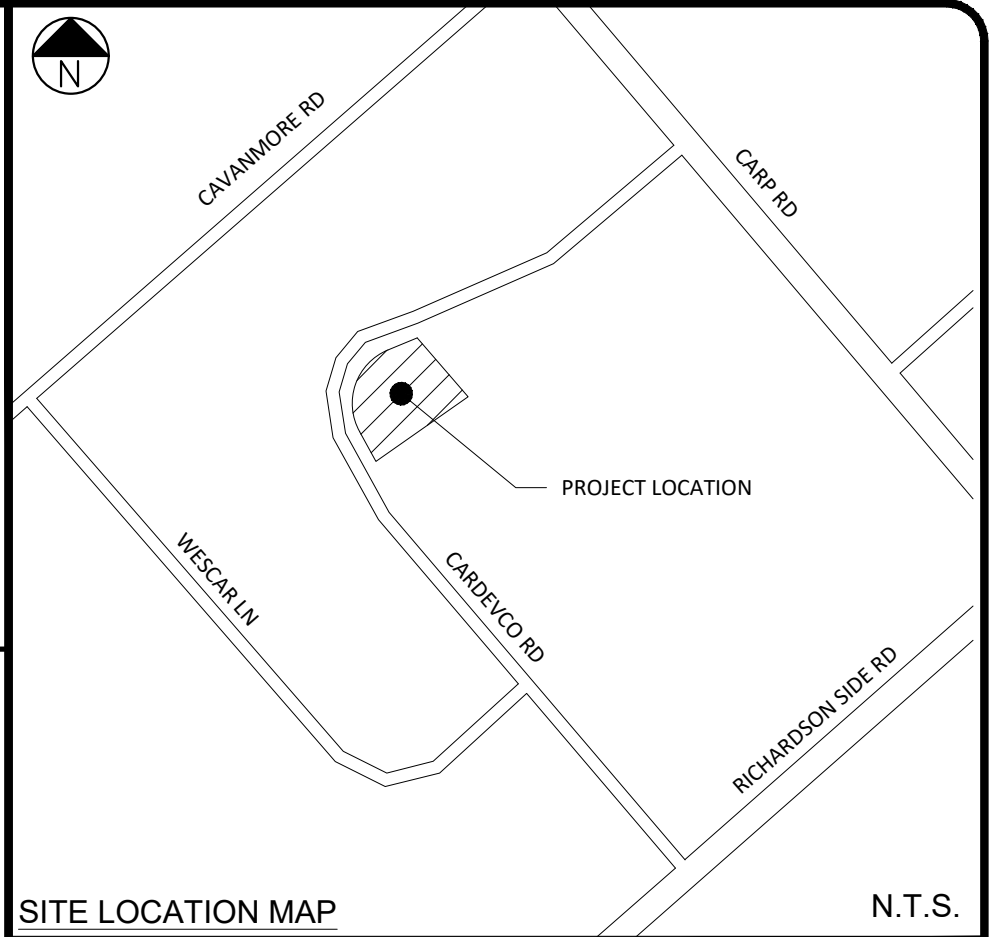 N
CAVANMORE RD
CARP RD
PROJECT LOCATION
WESCAR LN
CARDEVCO RD
RICHARDSON SIDE RD
SITE LOCATION MAP
N.T.S.